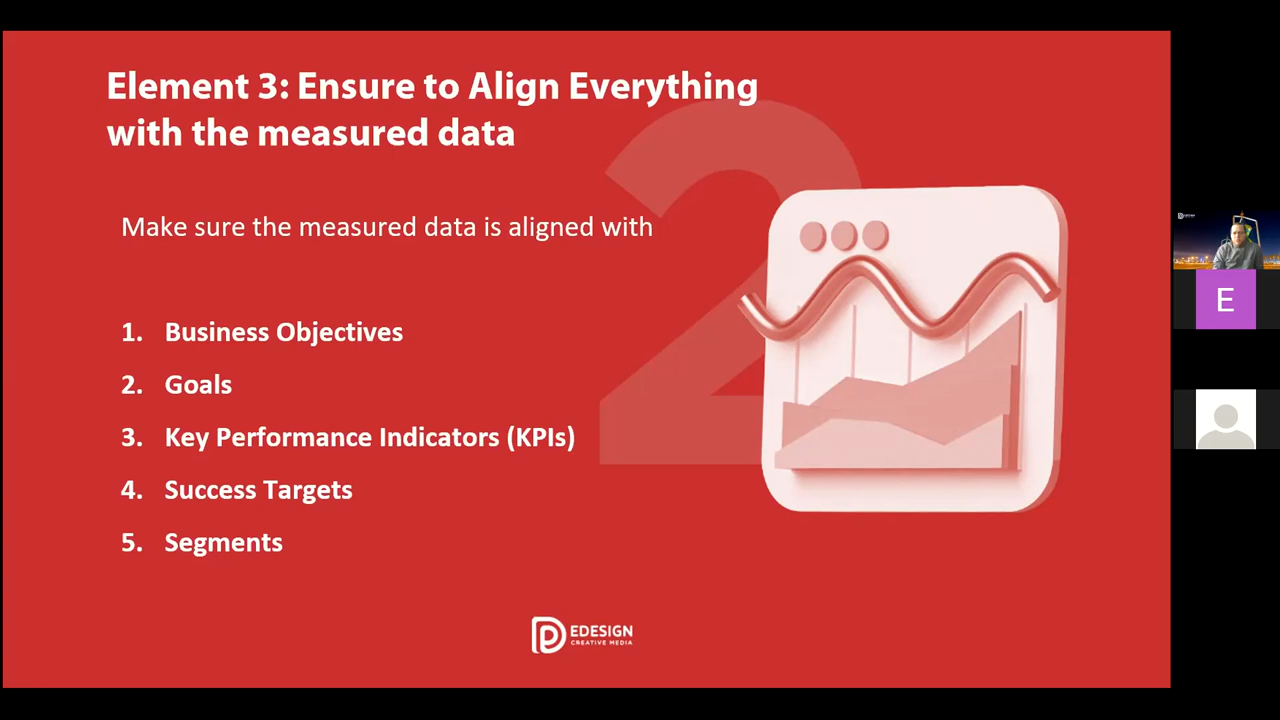 Element 3: Ensure to Align Everything
with the measured data
2
Make sure the measured data is aligned with
1. Business Objectives
2. Goals
3. Key Performance Indicators (KPIs)
4. Success Targets
5. Segments
EDESIGN
CREATIVE MEDIA
E